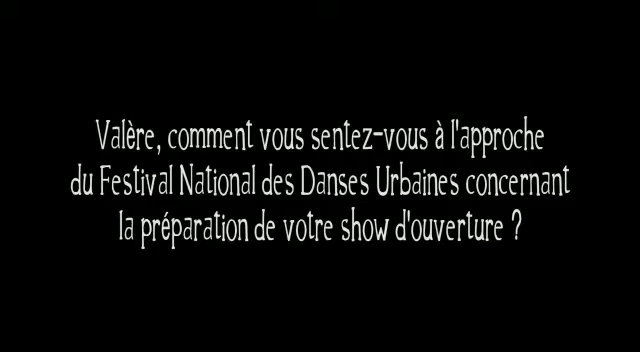 Valère, comment vous sentez-vous à l'approche
du Festival National des Danses Urbaines concernant
la préparation de votre show d'ouverture ?